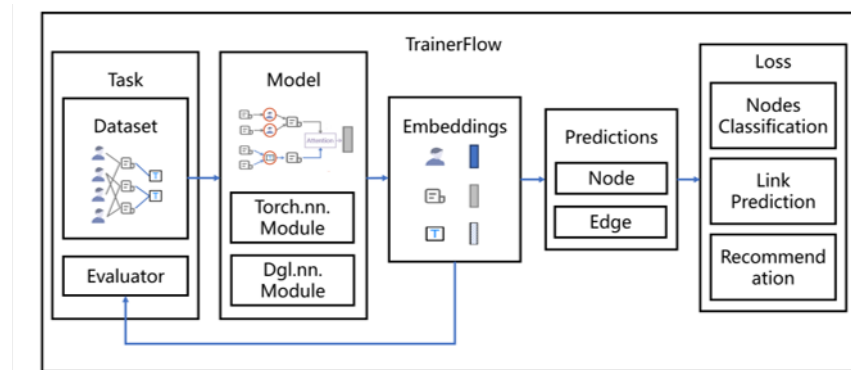 TrainerFlow
Task
Dataset
T
T
Evaluator
Model
Attention
Torch.nn.
Module
Dgl.nn.
Module
Embeddings
T
Predictions
Node
Edge
Loss
Nodes
Classification
Link
Prediction
Recommend
ation